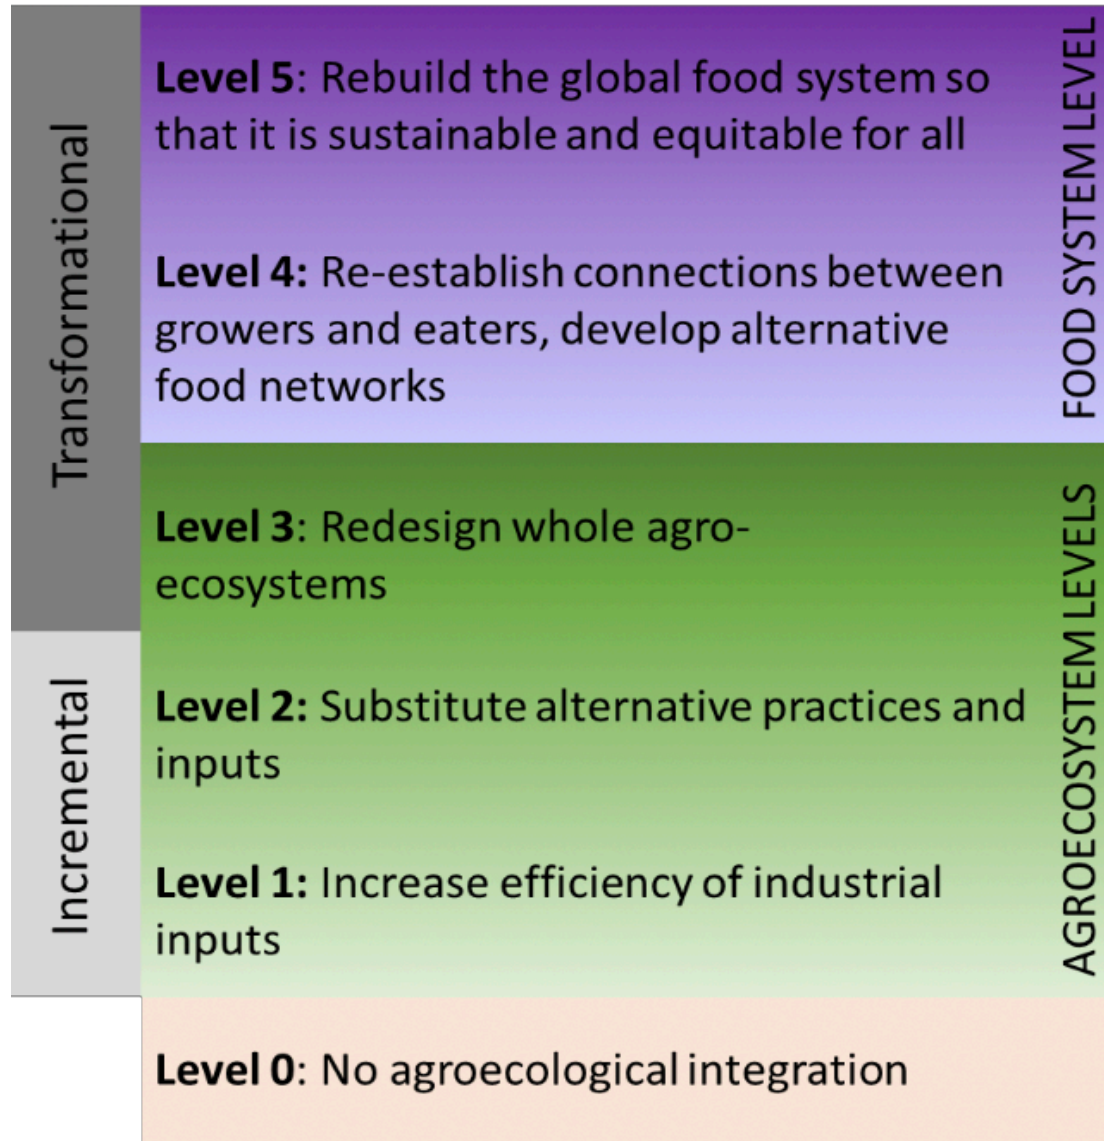 Level 5: Rebuild the global food system so
that it is sustainable and equitable for all
Level 4: Re-establish connections between
growers and eaters, develop alternative
food networks
Level 3: Redesign whole agro-
ecosystems
Level 2: Substitute alternative practices and
inputs
Level 1: Increase efficiency of industrial
inputs
Level 0: No agroecological integration
Transformational
Incremental
FOOD SYSTEM LEVEL
AGROECOSYSTEM LEVELS